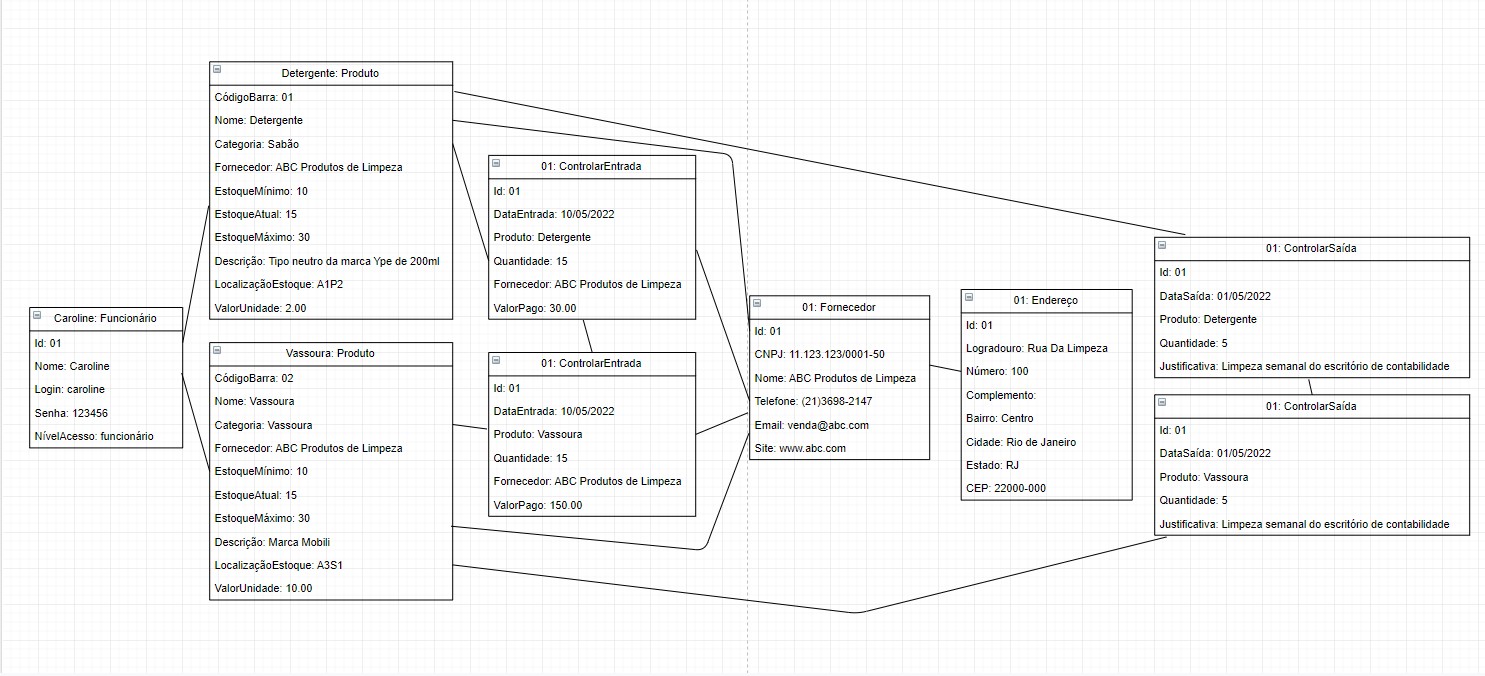 Caroline: Funcionário
Id: 01
Nome: Caroline
Login: caroline
Senha: 123456
NívelAcesso: funcionário
Detergente: Produto
CódigoBarra: 01
Nome: Detergente
Categoria: Sabão
Fornecedor: ABC Produtos de Limpeza
EstoqueMínimo: 10
EstoqueAtual: 15
EstoqueMáximo: 30
Descrição: Tipo neutro da marca Ype de 200ml
LocalizaçãoEstoque: A1P2
ValorUnidade: 2.00
Vassoura: Produto
CódigoBarra: 02
Nome: Vassoura
Categoria: Vassoura
Fornecedor: ABC Produtos de Limpeza
EstoqueMínimo: 10
EstoqueAtual: 15
EstoqueMáximo: 30
Descrição: Marca Mobili
LocalizaçãoEstoque: A3S1
ValorUnidade: 10.00
01: ControlarEntrada
Id: 01
DataEntrada: 10/05/2022
Produto: Detergente
Quantidade: 15
Fornecedor: ABC Produtos de Limpeza
ValorPago: 30.00
01: ControlarEntrada
Id: 01
DataEntrada: 10/05/2022
Produto: Vassoura
Quantidade: 15
Fornecedor: ABC Produtos de Limpeza
ValorPago: 150.00
01: Fornecedor
Id: 01
CNPJ: 11.123.123/0001-50
Nome: ABC Produtos de Limpeza
Telefone: (21)3698-2147
Email: venda@abc.com
Site: www.abc.com
01: Endereço
Id: 01
Logradouro: Rua Da Limpeza
Número: 100
Complemento:
Bairro: Centro
Cidade: Rio de Janeiro
Estado: RJ
CEP: 22000-000
01: ControlarSaída
Id: 01
DataSaída: 01/05/2022
Produto: Detergente
Quantidade: 5
Justificativa: Limpeza semanal do escritório de contabilidade
01: ControlarSaída
Id: 01
DataSaída: 01/05/2022
Produto: Vassoura
Quantidade: 5
Justificativa: Limpeza semanal do escritório de contabilidade